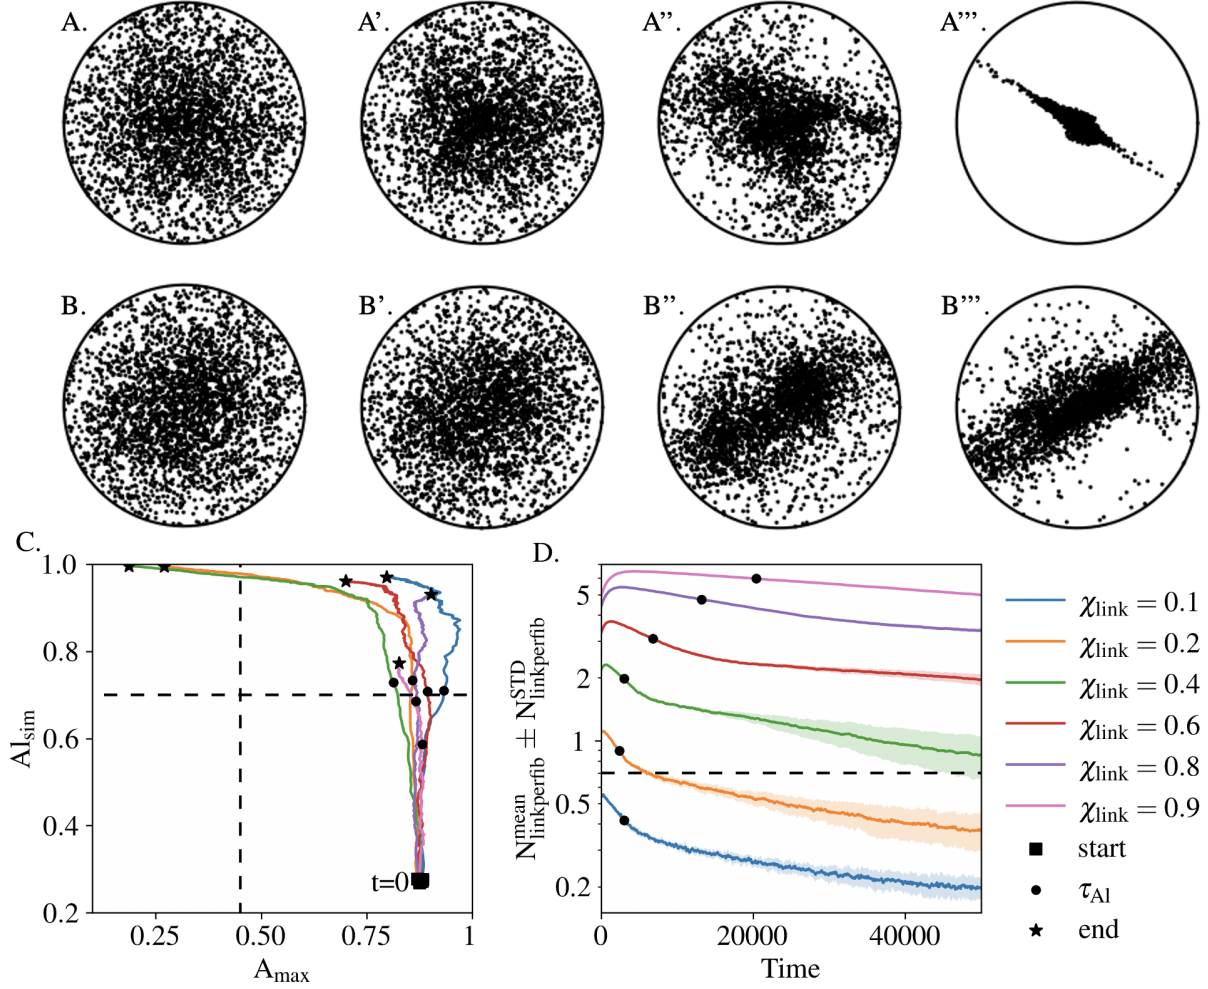 A. A'. A''. A'''.
B. B'. B''. B'''.
C. D.
1.0
0.8
0.6
0.4
0.2
Al_sim
t=0
0.25 0.50 0.75 1
A_max
5
2
1
0.5
0.2
N^mean_linkperfib ± N^STD_linkperfib
0 20000 40000
Time
χ_link = 0.1
χ_link = 0.2
χ_link = 0.4
χ_link = 0.6
χ_link = 0.8
χ_link = 0.9
start
τ_Al
end